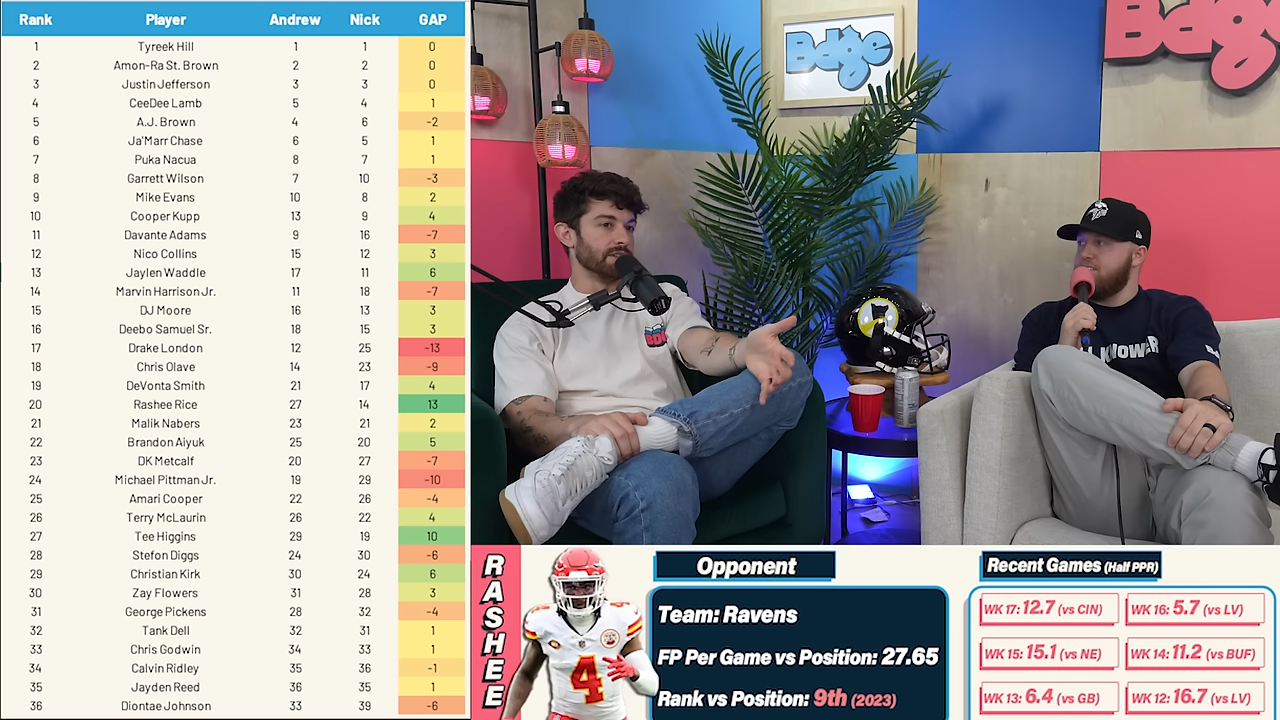 Rank Player Andrew Nick GAP
1 Tyreek Hill 1 1 0
2 Amon-Ra St. Brown 2 2 0
3 Justin Jefferson 3 3 0
4 CeeDee Lamb 5 4 1
5 A.J. Brown 4 6 -2
6 Ja'Marr Chase 6 5 1
7 Puka Nacua 8 7 1
8 Garrett Wilson 7 10 -3
9 Mike Evans 10 8 2
10 Cooper Kupp 13 9 4
11 Davante Adams 9 16 -7
12 Nico Collins 15 12 3
13 Jaylen Waddle 17 11 6
14 Marvin Harrison Jr. 11 18 -7
15 DJ Moore 16 13 3
16 Deebo Samuel Sr. 18 15 3
17 Drake London 12 25 -13
18 Chris Olave 14 23 -9
19 DeVonta Smith 21 17 4
20 Rashee Rice 27 14 13
21 Malik Nabers 23 21 2
22 Brandon Aiyuk 25 20 5
23 DK Metcalf 20 27 -7
24 Michael Pittman Jr. 19 29 -10
25 Amari Cooper 22 26 -4
26 Terry McLaurin 26 22 4
27 Tee Higgins 29 19 10
28 Stefon Diggs 24 30 -6
29 Christian Kirk 30 24 6
30 Zay Flowers 31 28 3
31 George Pickens 28 32 -4
32 Tank Dell 32 31 1
33 Chris Godwin 34 33 1
34 Calvin Ridley 35 36 -1
35 Jayden Reed 36 35 1
36 Diontae Johnson 33 39 -6
Bdge
Bdge
RASHEE
4
Opponent
Team: Ravens
FP Per Game vs Position: 27.65
Rank vs Position: 9th (2023)
Recent Games (Half PPR)
WK 17: 12.7 (vs CIN) WK 16: 5.7 (vs LV)
WK 15: 15.1 (vs NE) WK 14: 11.2 (vs BUF)
WK 13: 6.4 (vs GB) WK 12: 16.7 (vs LV)